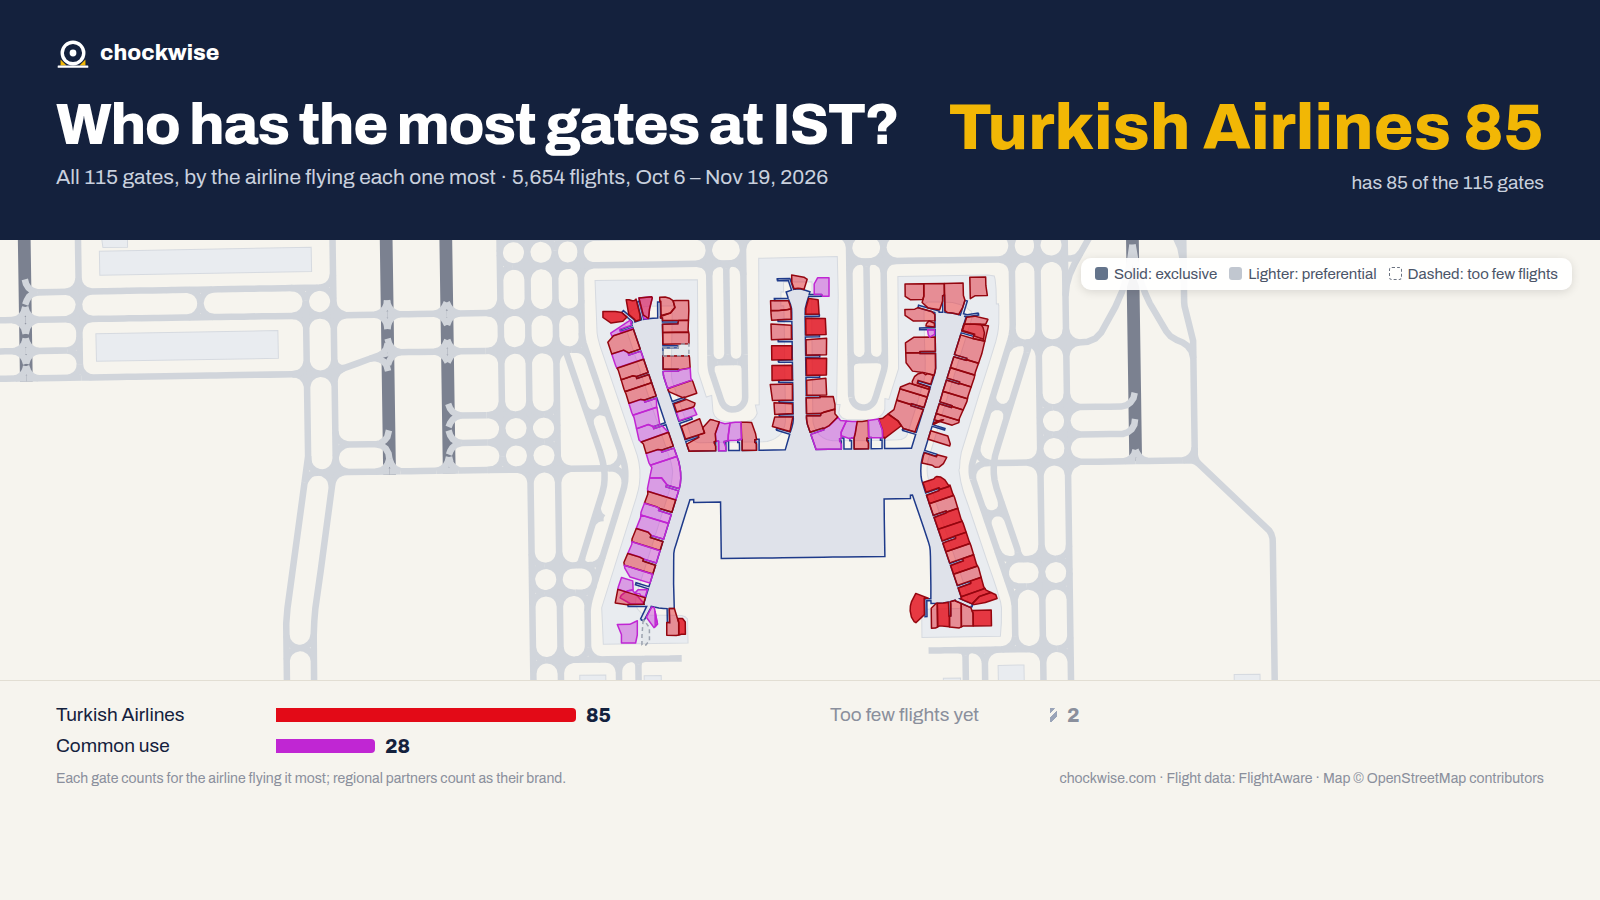 chockwise
Who has the most gates at IST?
Turkish Airlines 85
All 115 gates, by the airline flying each one most · 5,654 flights, Oct 6 – Nov 19, 2026
has 85 of the 115 gates
Solid: exclusive
Lighter: preferential
Dashed: too few flights
Turkish Airlines 85
Common use 28
Too few flights yet 2
Each gate counts for the airline flying it most; regional partners count as their brand.
chockwise.com · Flight data: FlightAware · Map © OpenStreetMap contributors